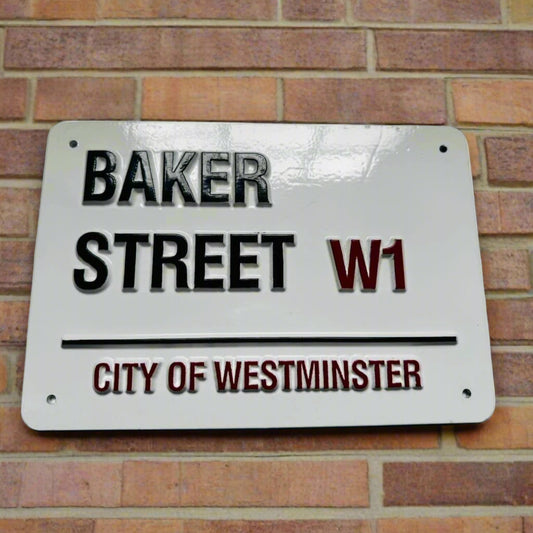 BAKER
STREET W1
CITY OF WESTMINSTER